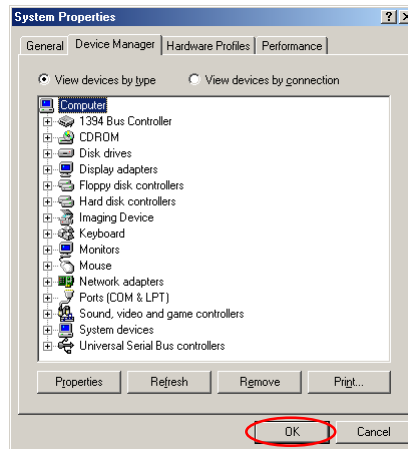 System Properties
General Device Manager Hardware Profiles Performance
View devices by type View devices by connection
Computer
1394 Bus Controller
CDROM
Disk drives
Display adapters
Floppy disk controllers
Hard disk controllers
Imaging Device
Keyboard
Monitors
Mouse
Network adapters
Ports (COM & LPT)
Sound, video and game controllers
System devices
Universal Serial Bus controllers
Properties Refresh Remove Print...
OK Cancel